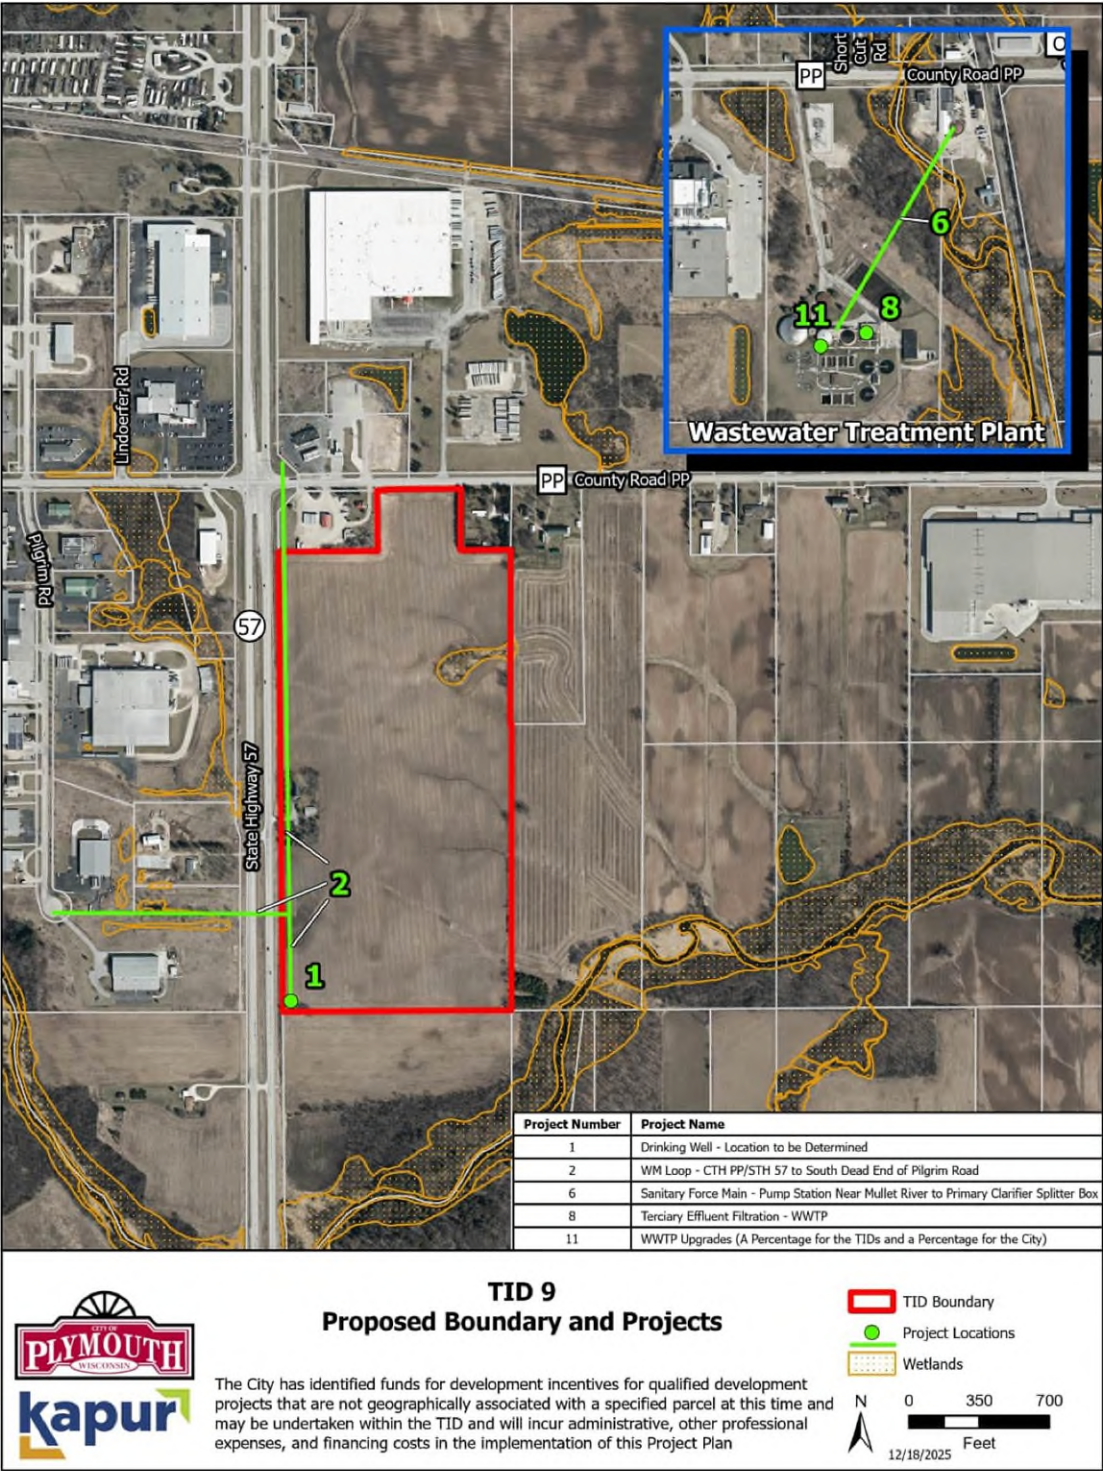 Short
Cut
Rd
PP
County Road PP
6
11
8
Wastewater Treatment Plant
Lindoerfer Rd
PP
County Road PP
Pilgrim Rd
57
State Highway 57
2
1
Project Number Project Name
1 Drinking Well - Location to be Determined
2 WM Loop - CTH PP/STH 57 to South Dead End of Pilgrim Road
6 Sanitary Force Main - Pump Station Near Mullet River to Primary Clarifier Splitter Box
8 Terciary Effluent Filtration - WWTP
11 WWTP Upgrades (A Percentage for the TIDs and a Percentage for the City)
TID 9
Proposed Boundary and Projects
CITY OF
PLYMOUTH
WISCONSIN
kapur
The City has identified funds for development incentives for qualified development
projects that are not geographically associated with a specified parcel at this time and
may be undertaken within the TID and will incur administrative, other professional
expenses, and financing costs in the implementation of this Project Plan
TID Boundary
Project Locations
Wetlands
N
0 350 700
Feet
12/18/2025